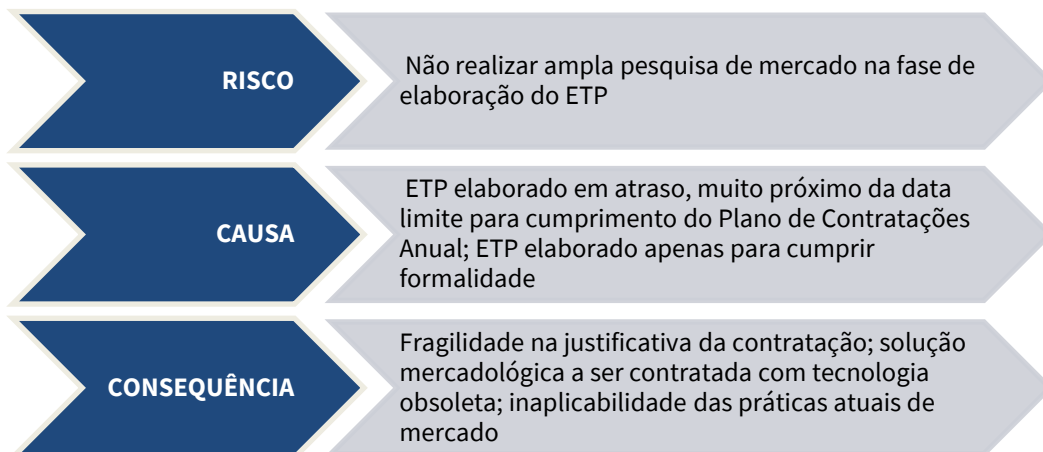 RISCO
Não realizar ampla pesquisa de mercado na fase de
elaboração do ETP
CAUSA
ETP elaborado em atraso, muito próximo da data
limite para cumprimento do Plano de Contratações
Anual; ETP elaborado apenas para cumprir
formalidade
CONSEQUÊNCIA
Fragilidade na justificativa da contratação; solução
mercadológica a ser contratada com tecnologia
obsoleta; inaplicabilidade das práticas atuais de
mercado